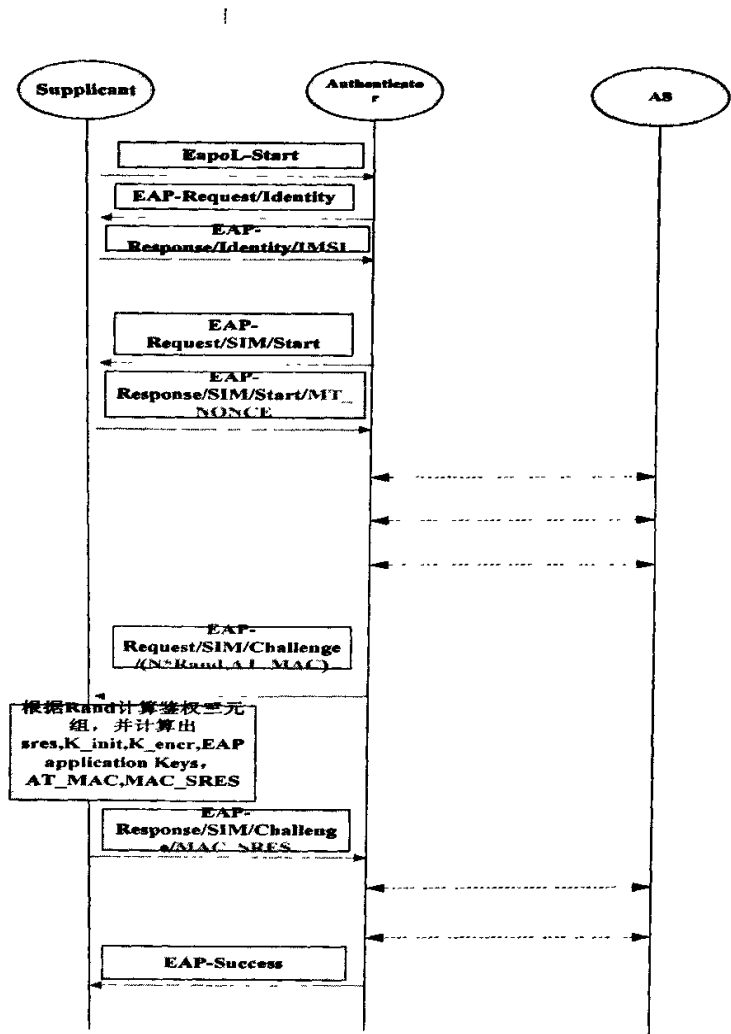 Supplicant
Authenticato
r
AS
EapoL-Start
EAP-Request/Identity
EAP-
Response/Identity/IMSI
EAP-
Request/SIM/Start
EAP-
Response/SIM/Start/MT_
NONCE
EAP-
Request/SIM/Challenge
/(N*Rand,AT_MAC)
根据Rand计算鉴权三元
组，并计算出
sres,K_init,K_encr,EAP
application Keys,
AT_MAC,MAC_SRES
EAP-
Response/SIM/Challeng
e/MAC_SRES
EAP-Success